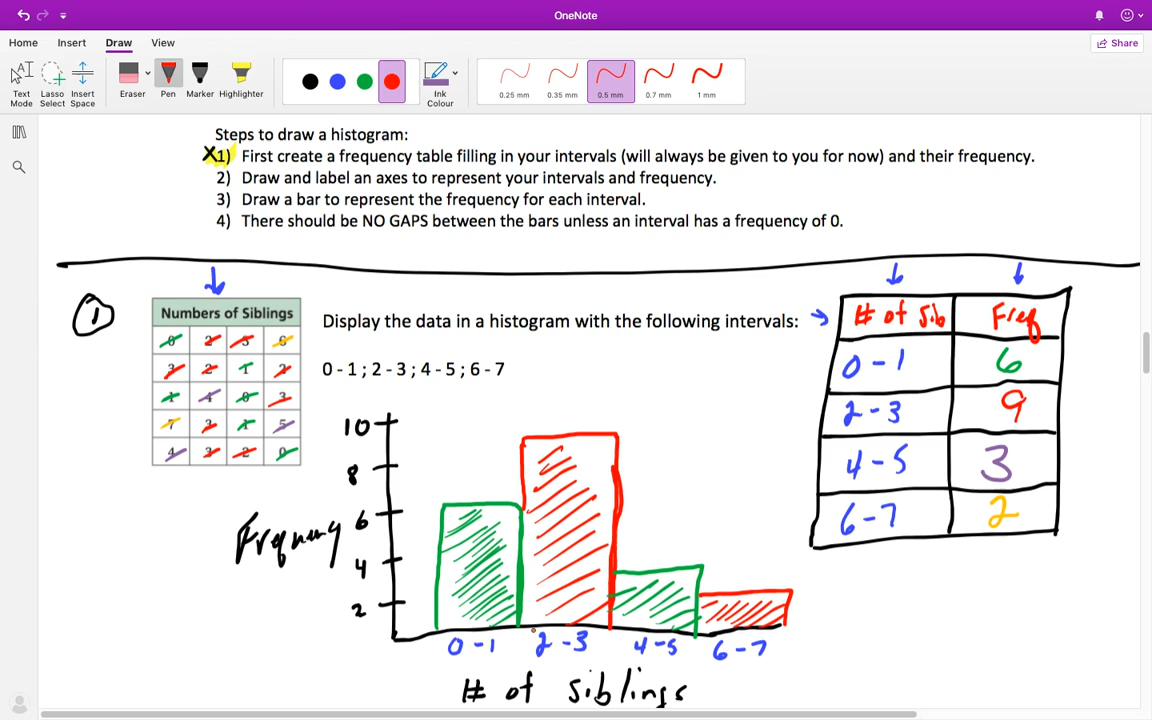 OneNote
Home Insert Draw View
Share
Text Mode
Lasso Select
Insert Space
Eraser
Pen
Marker
Highlighter
Ink Colour
0.25 mm 0.35 mm 0.5 mm 0.7 mm 1 mm
Steps to draw a histogram:
X1) First create a frequency table filling in your intervals (will always be given to you for now) and their frequency.
2) Draw and label an axes to represent your intervals and frequency.
3) Draw a bar to represent the frequency for each interval.
4) There should be NO GAPS between the bars unless an interval has a frequency of 0.
1
Numbers of Siblings
Display the data in a histogram with the following intervals:
0 - 1 ; 2 - 3 ; 4 - 5 ; 6 - 7
# of Sib Freq
0 - 1 6
2 - 3 9
4 - 5 3
6 - 7 2
10
8
6
4
2
Frequency
0 - 1 2 - 3 4 - 5 6 - 7
# of siblings